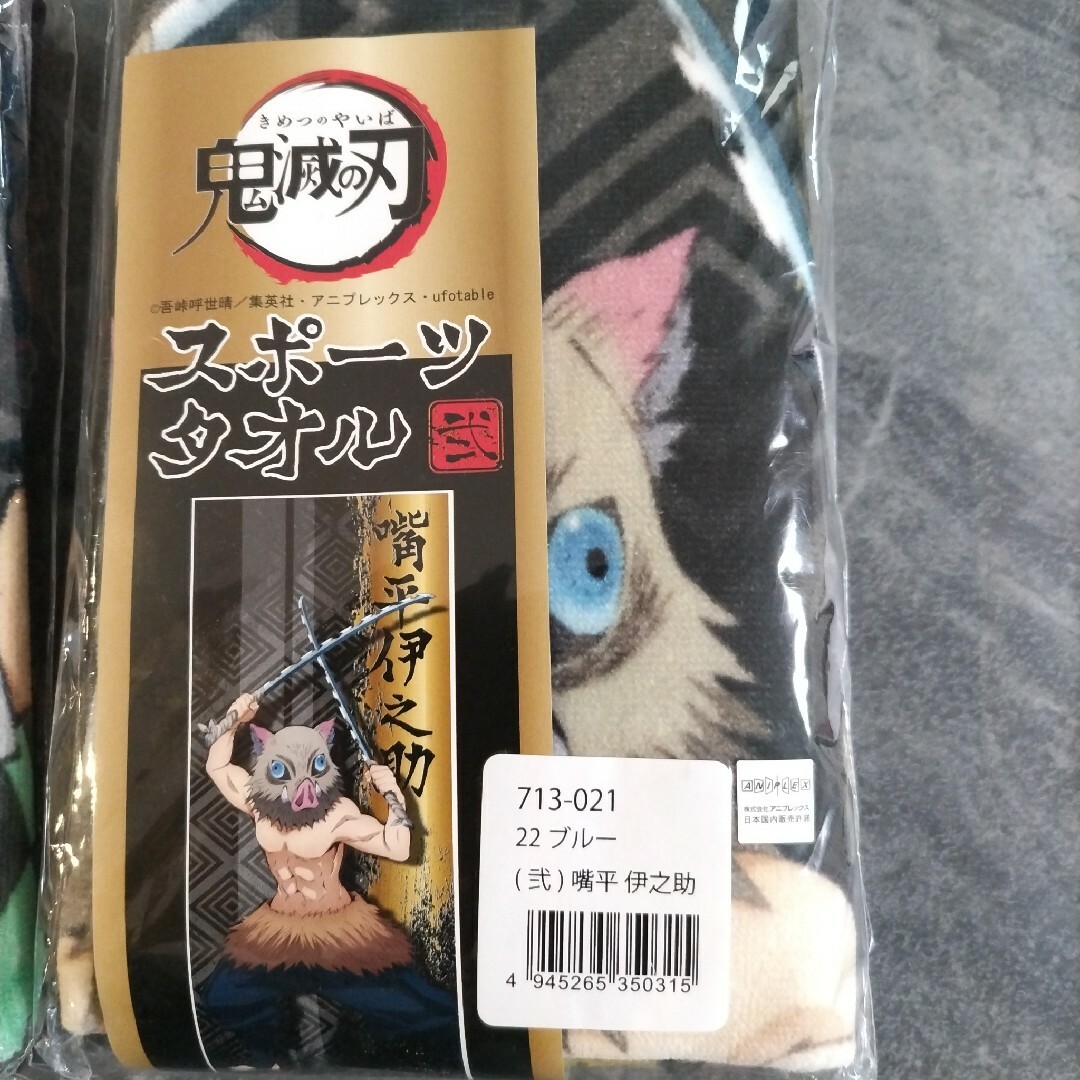 きめつのやいば
鬼滅の刃
©吾峠呼世晴／集英社・アニプレックス・ufotable
スポーツ
タオル 弐
嘴平伊之助
713-021
22 ブルー
(弐) 嘴平 伊之助
4 945265 350315
ANIPLEX
株式会社アニプレックス
日本国内販売許諾